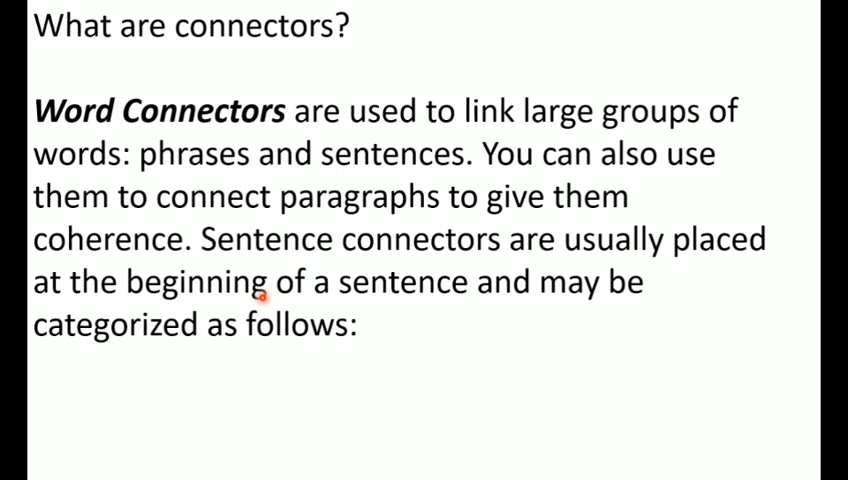 What are connectors?
Word Connectors are used to link large groups of
words: phrases and sentences. You can also use
them to connect paragraphs to give them
coherence. Sentence connectors are usually placed
at the beginning of a sentence and may be
categorized as follows: